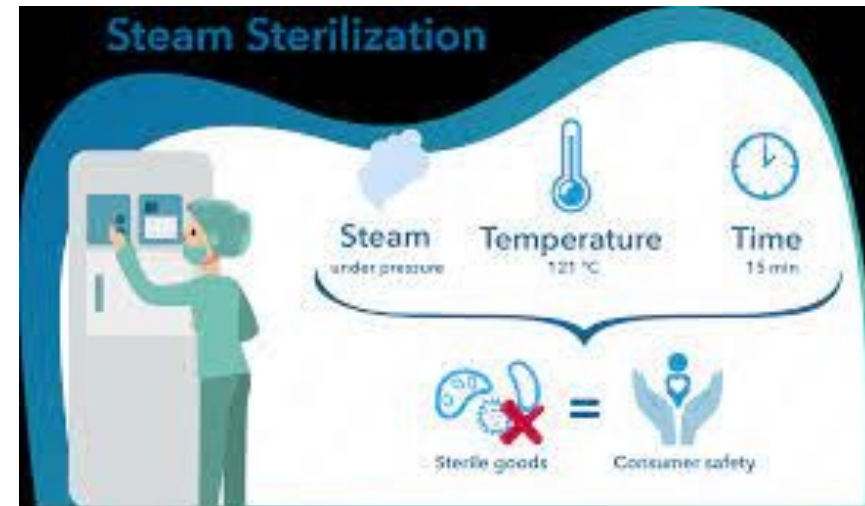 Steam Sterilization
Steam
under pressure
Temperature
121 °C
Time
15 min
=
Sterile goods
Consumer safety